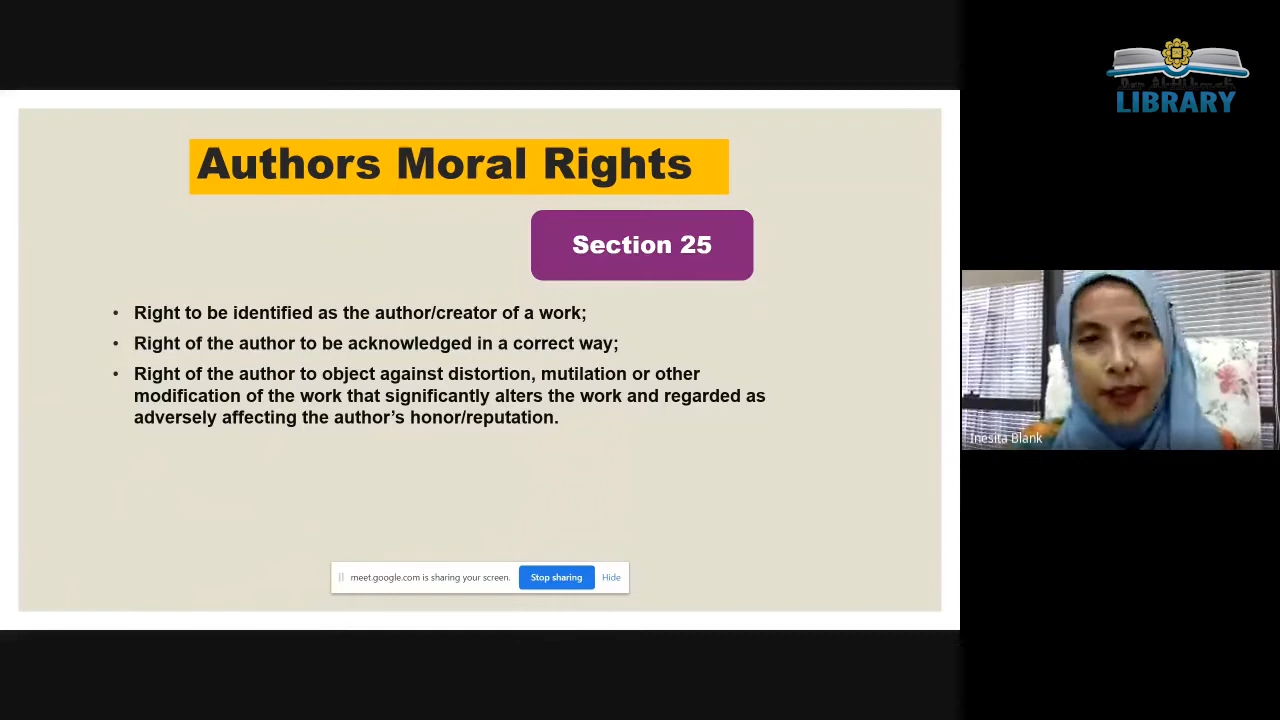 LIBRARY
Authors Moral Rights
Section 25
• Right to be identified as the author/creator of a work;
• Right of the author to be acknowledged in a correct way;
• Right of the author to object against distortion, mutilation or other
modification of the work that significantly alters the work and regarded as
adversely affecting the author's honor/reputation.
Inesita Blank
meet.google.com is sharing your screen. Stop sharing Hide